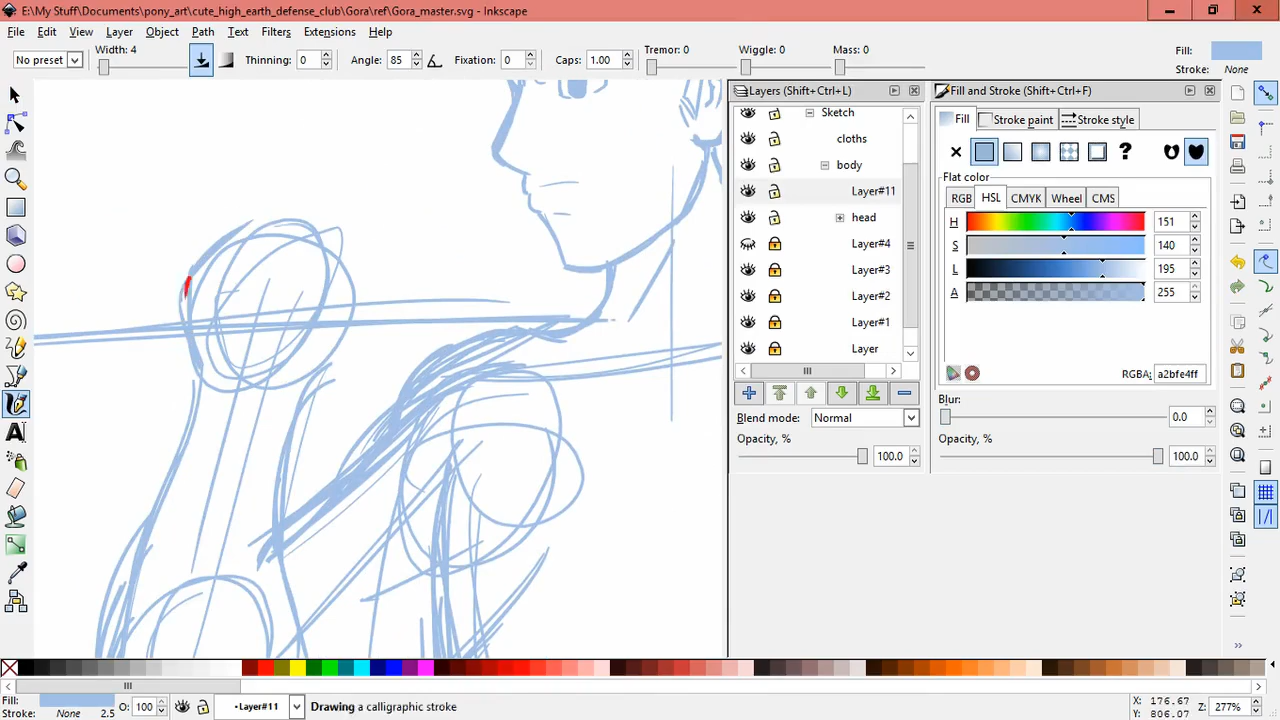 E:\My Stuff\Documents\pony_art\cute_high_earth_defense_club\Gora\ref\Gora_master.svg - Inkscape
File Edit View Layer Object Path Filters Text Extensions Help
No preset Width: 4 Thinning: 0 Angle: 85 Fixation: 0 Caps: 1.00 Tremor: 0 Wiggle: 0 Mass: 0 Fill: Stroke: None
Layers (Shift+Ctrl+L)
Sketch
cloths
body
Layer#11
head
Layer#4
Layer#3
Layer#2
Layer#1
Layer
Blend mode: Normal
Opacity, % 100.0
Fill and Stroke (Shift+Ctrl+F)
Fill Stroke paint Stroke style
?
Flat color
RGB HSL CMYK Wheel CMS
H 151
S 140
L 195
A 255
RGBA: a2bfe4ff
Blur:
0.0
Opacity, %
100.0
A
Fill:
Stroke: None 2.5
O: 100
•Layer#11
Drawing a calligraphic stroke
X: 176.67
Y: 806.07
Z: 277%